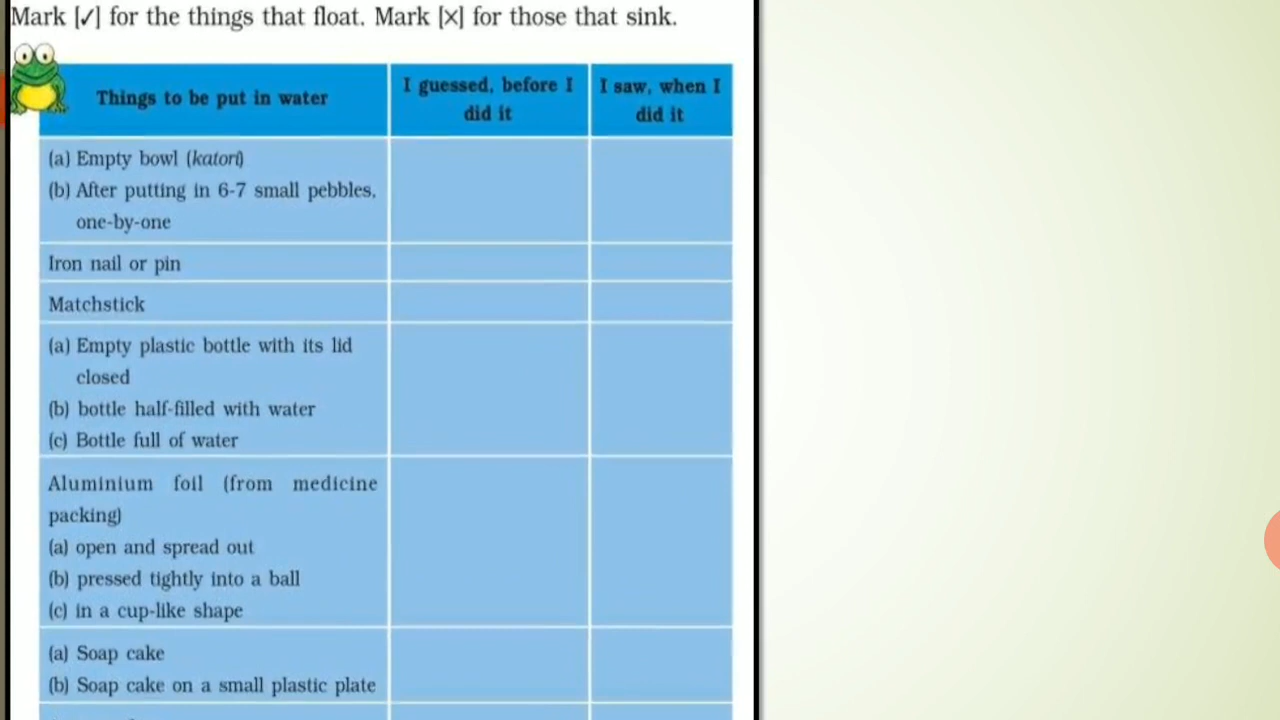 Mark [✓] for the things that float. Mark [×] for those that sink.
Things to be put in water
I guessed, before I
did it
I saw, when I
did it
(a) Empty bowl (katori)
(b) After putting in 6-7 small pebbles,
one-by-one
Iron nail or pin
Matchstick
(a) Empty plastic bottle with its lid
closed
(b) bottle half-filled with water
(c) Bottle full of water
Aluminium foil (from medicine
packing)
(a) open and spread out
(b) pressed tightly into a ball
(c) in a cup-like shape
(a) Soap cake
(b) Soap cake on a small plastic plate